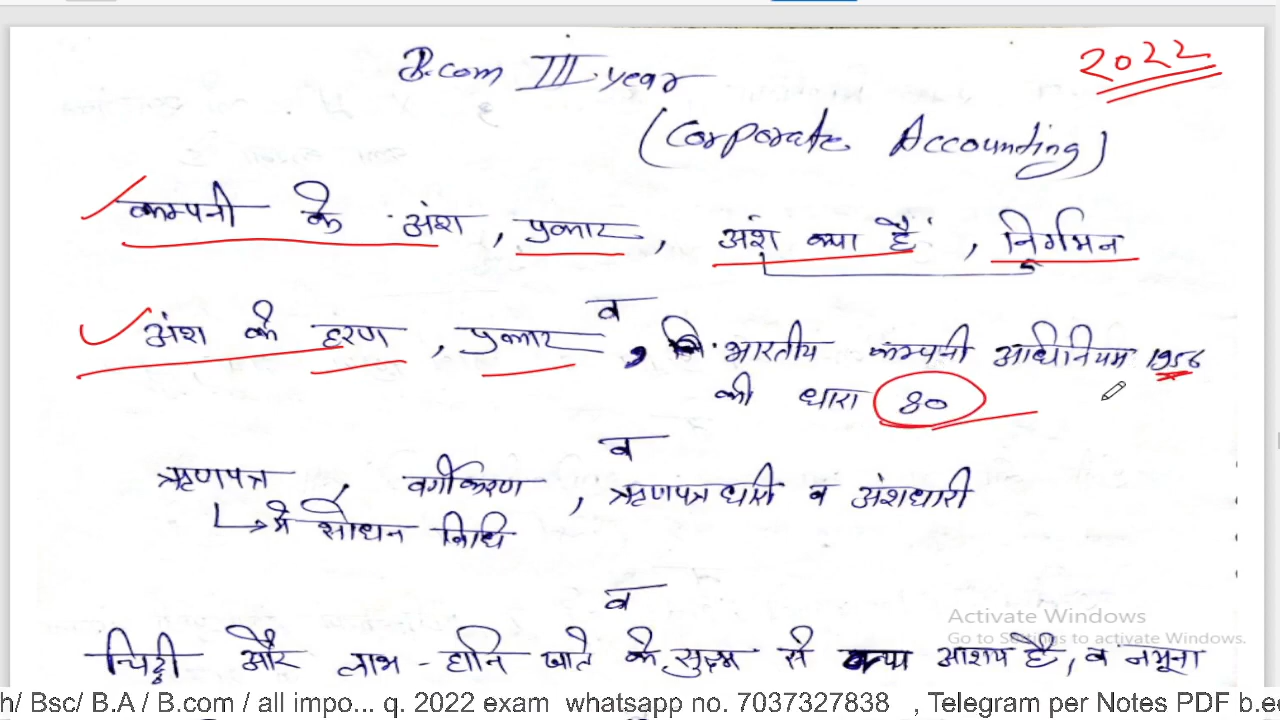 2022
B.com III year
(Corporate Accounting)
कम्पनी के अंश , प्रकार , अंश क्या है , निर्गमन
व
अंश के हरण , प्रकार , भारतीय कम्पनी अधिनियम 1956
की धारा 80
व
ऋणपत्र , वर्गीकरण , ऋणपत्र धारी व अंशधारी
शोधन निधि
व
चिट्ठी और लाभ - हानि खाते के से क्या आशय है , व नमूना
Activate Windows
Go to Settings to activate Windows.
h/ Bsc/ B.A / B.com / all impo... q. 2022 exam whatsapp no. 7037327838 , Telegram per Notes PDF b.e